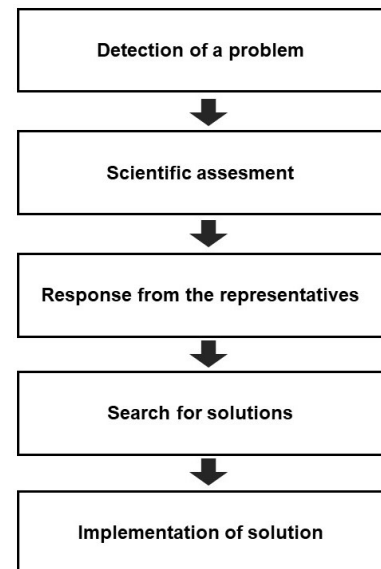 Detection of a problem
Scientific assesment
Response from the representatives
Search for solutions
Implementation of solution